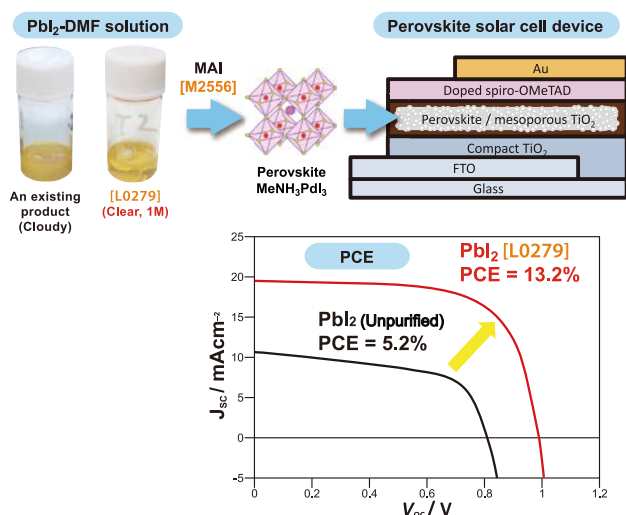 PbI₂-DMF solution
An existing
product
(Cloudy)
[L0279]
(Clear, 1M)
MAI
[M2556]
Perovskite
MeNH₃PdI₃
Perovskite solar cell device
Au
Doped spiro-OMeTAD
Perovskite / mesoporous TiO₂
Compact TiO₂
FTO
Glass
PCE
PbI₂ [L0279]
PCE = 13.2%
PbI₂ (Unpurified)
PCE = 5.2%
Jsc / mAcm⁻²
25
20
15
10
5
0
-5
0
0.2
0.4
0.6
0.8
1
1.2
Voc / V